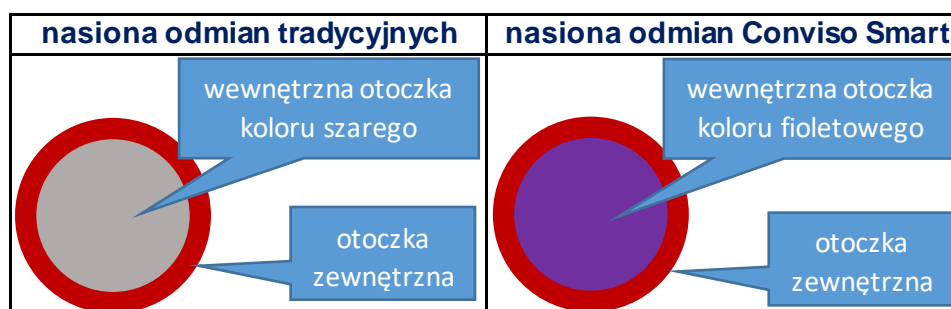 nasiona odmian tradycyjnych
nasiona odmian Conviso Smart
wewnętrzna otoczka
koloru szarego
otoczka
zewnętrzna
wewnętrzna otoczka
koloru fioletowego
otoczka
zewnętrzna